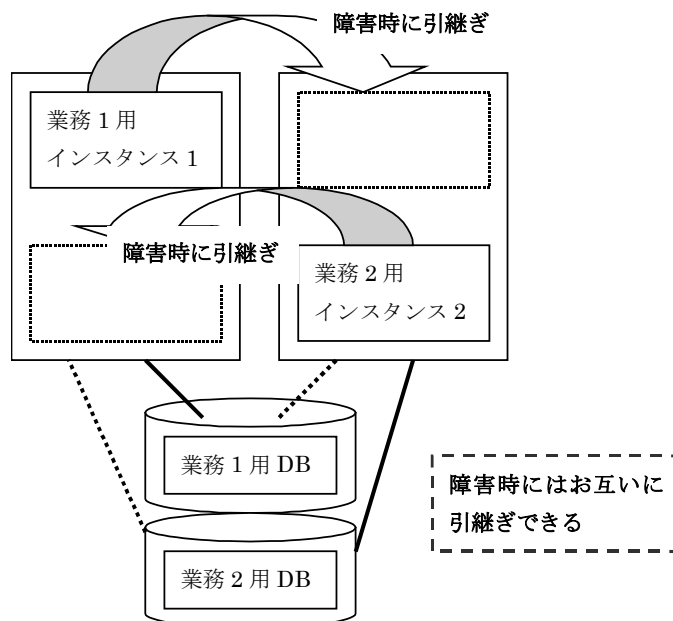 障害時に引継ぎ
業務 1 用
インスタンス 1
障害時に引継ぎ
業務 2 用
インスタンス 2
業務 1 用 DB
障害時にはお互いに
引継ぎできる
業務 2 用 DB